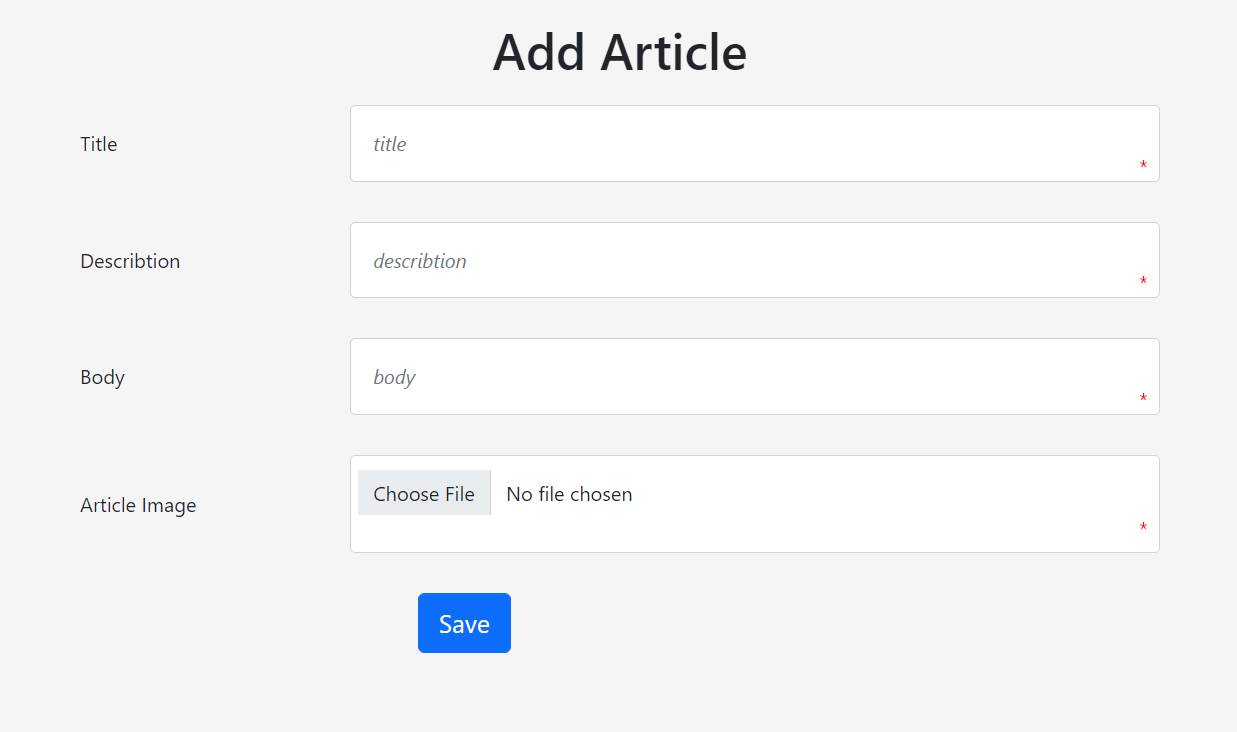 Add Article
Title
title
*
Describtion
describtion
*
Body
body
*
Article Image
Choose File No file chosen
*
Save